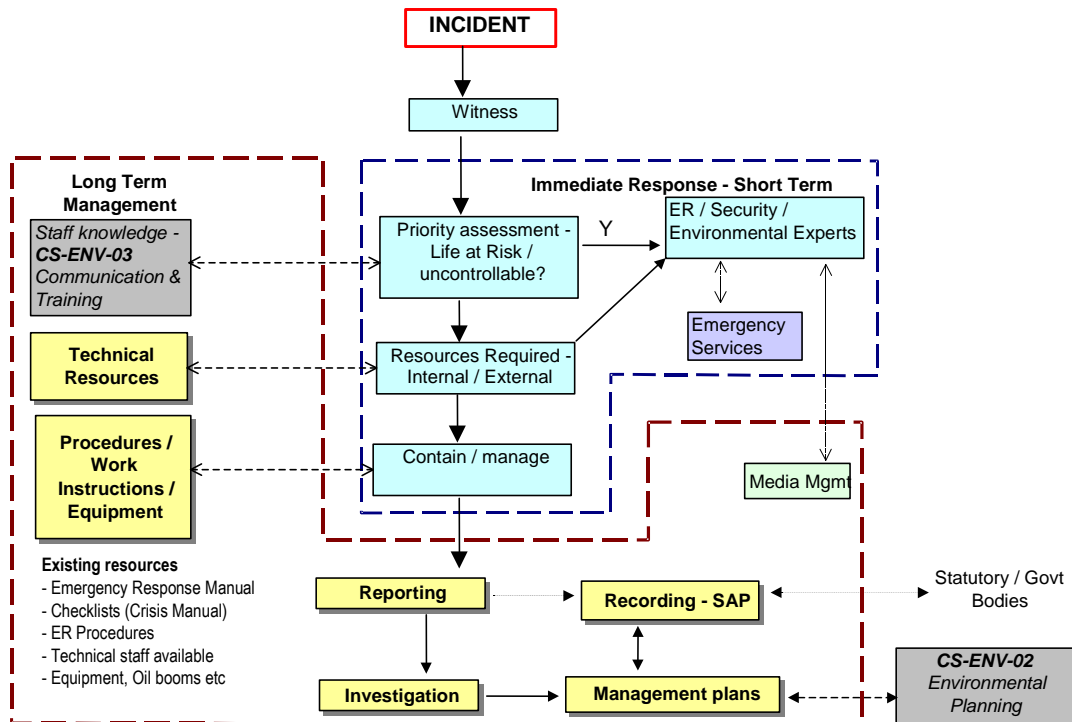 INCIDENT
Witness
Long Term
Management
Immediate Response - Short Term
Staff knowledge -
CS-ENV-03
Communication &
Training
Priority assessment -
Life at Risk /
uncontrollable?
Y
ER / Security /
Environmental Experts
Emergency
Services
Technical
Resources
Resources Required -
Internal / External
Procedures /
Work
Instructions /
Equipment
Contain / manage
Media Mgmt
Existing resources
- Emergency Response Manual
- Checklists (Crisis Manual)
- ER Procedures
- Technical staff available
- Equipment, Oil booms etc
Reporting
Recording - SAP
Statutory / Govt
Bodies
Investigation
Management plans
CS-ENV-02
Environmental
Planning